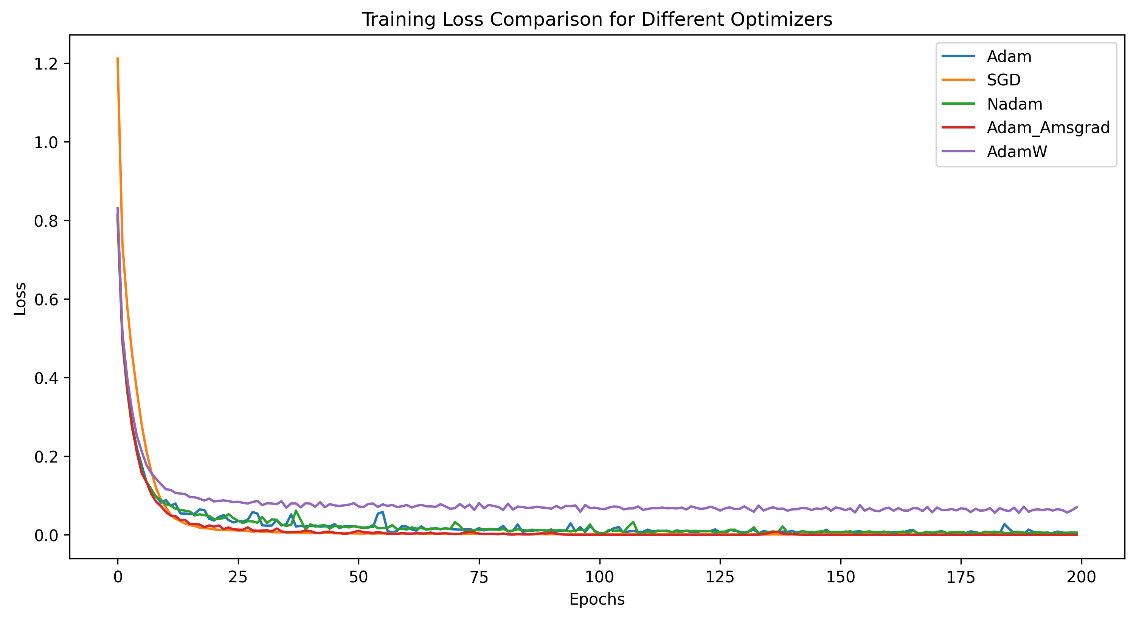 Training Loss Comparison for Different Optimizers
Adam
SGD
Nadam
Adam_Amsgrad
AdamW
Loss
1.2
1.0
0.8
0.6
0.4
0.2
0.0
0 25 50 75 100 125 150 175 200
Epochs